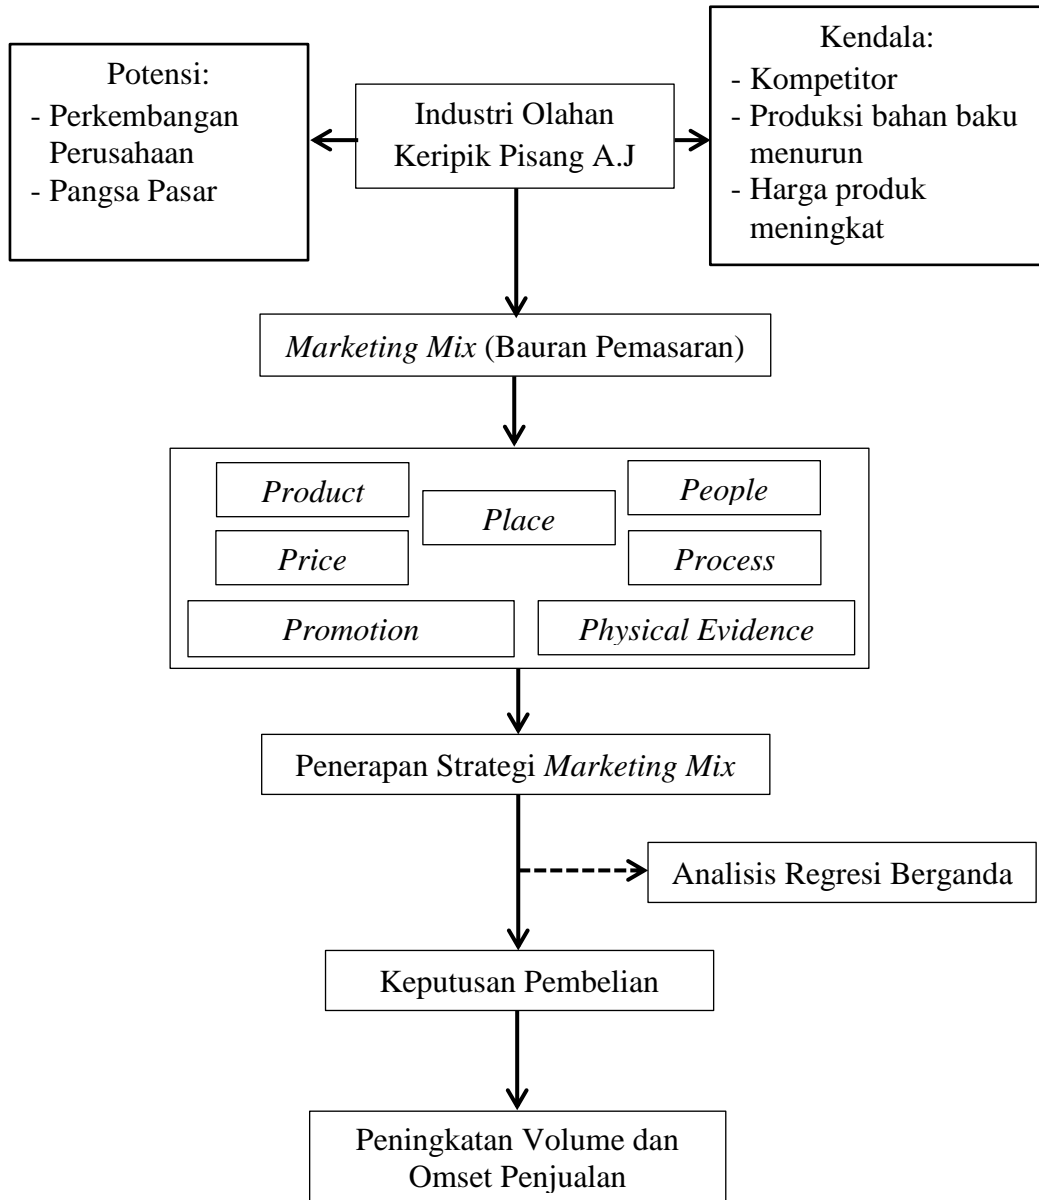 Potensi:
- Perkembangan
Perusahaan
- Pangsa Pasar
Industri Olahan
Keripik Pisang A.J
Kendala:
- Kompetitor
- Produksi bahan baku
menurun
- Harga produk
meningkat
Marketing Mix (Bauran Pemasaran)
Product
Place
People
Price
Process
Promotion
Physical Evidence
Penerapan Strategi Marketing Mix
Analisis Regresi Berganda
Keputusan Pembelian
Peningkatan Volume dan
Omset Penjualan